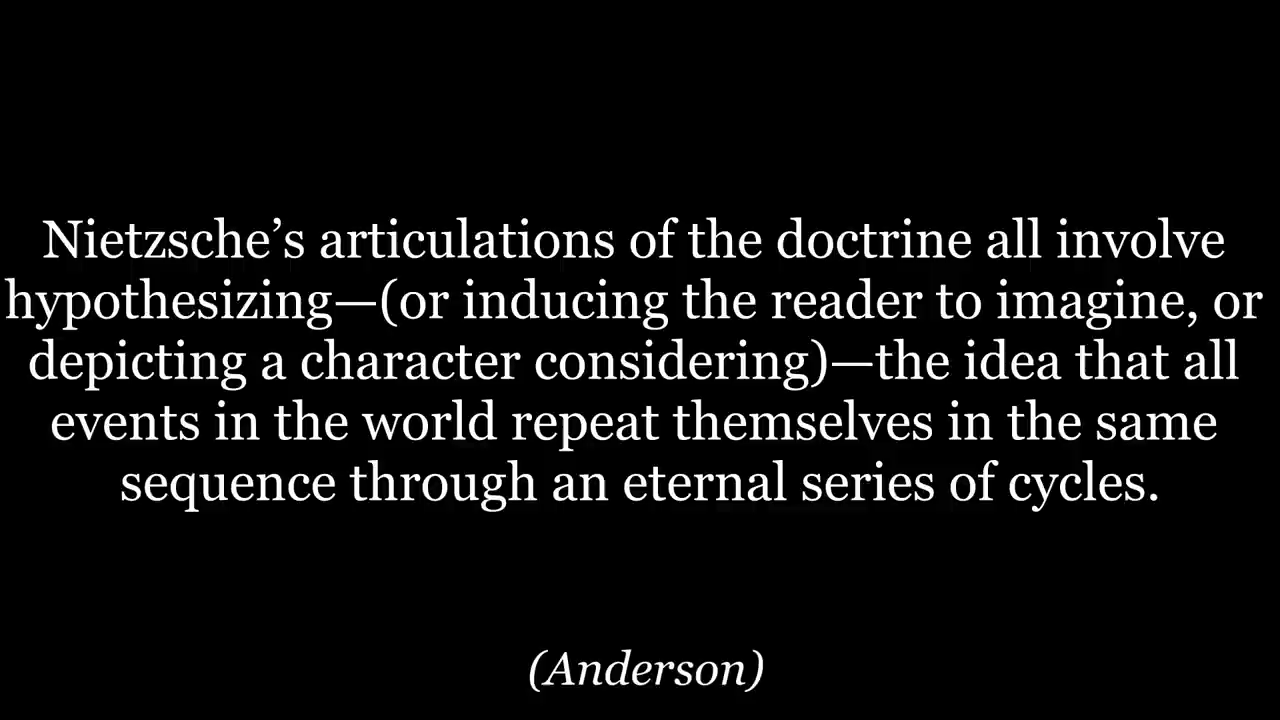 Nietzsche’s articulations of the doctrine all involve
hypothesizing—(or inducing the reader to imagine, or
depicting a character considering)—the idea that all
events in the world repeat themselves in the same
sequence through an eternal series of cycles.
(Anderson)